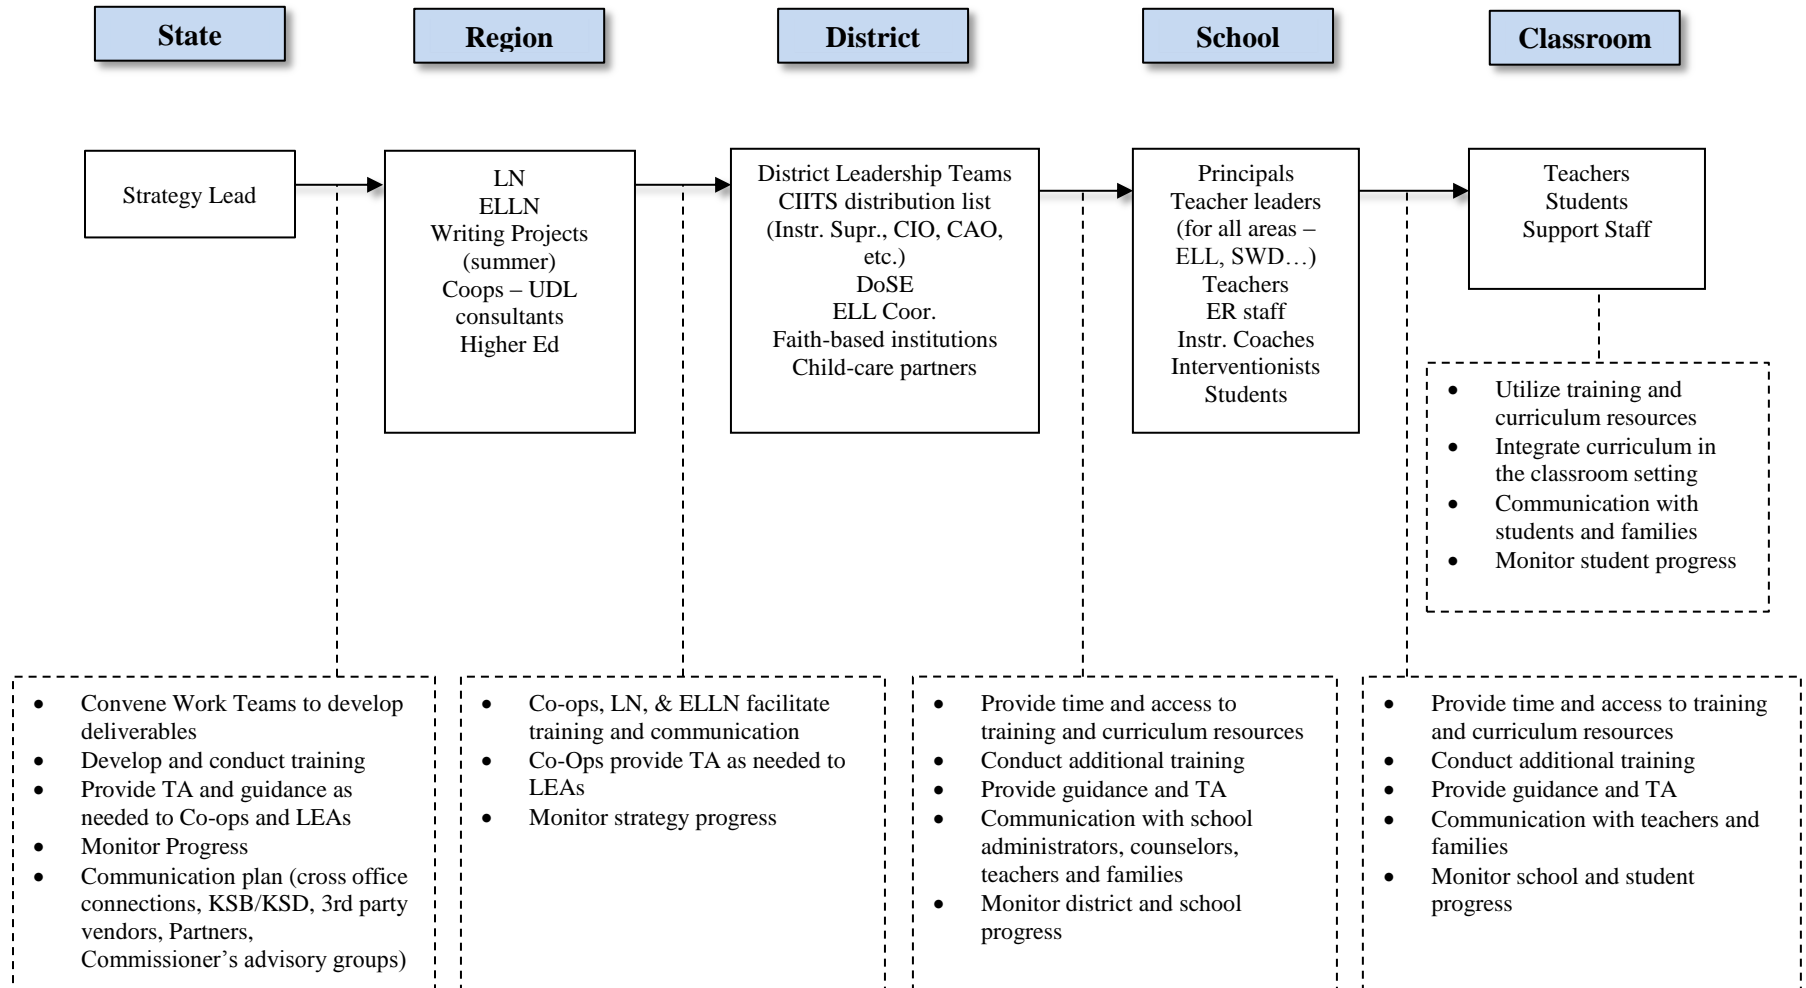 State
Region
District
School
Classroom
Strategy Lead
LN
ELLN
Writing Projects
(summer)
Coops – UDL
consultants
Higher Ed
District Leadership Teams
CIITS distribution list
(Instr. Supr., CIO, CAO,
etc.)
DoSE
ELL Coor.
Faith-based institutions
Child-care partners
Principals
Teacher leaders
(for all areas –
ELL, SWD…)
Teachers
ER staff
Instr. Coaches
Interventionists
Students
Teachers
Students
Support Staff
• Utilize training and
curriculum resources
• Integrate curriculum in
the classroom setting
• Communication with
students and families
• Monitor student progress
• Convene Work Teams to develop
deliverables
• Develop and conduct training
• Provide TA and guidance as
needed to Co-ops and LEAs
• Monitor Progress
• Communication plan (cross office
connections, KSB/KSD, 3rd party
vendors, Partners,
Commissioner’s advisory groups)
• Co-ops, LN, & ELLN facilitate
training and communication
• Co-Ops provide TA as needed to
LEAs
• Monitor strategy progress
• Provide time and access to
training and curriculum resources
• Conduct additional training
• Provide guidance and TA
• Communication with school
administrators, counselors,
teachers and families
• Monitor district and school
progress
• Provide time and access to training
and curriculum resources
• Conduct additional training
• Provide guidance and TA
• Communication with teachers and
families
• Monitor school and student
progress